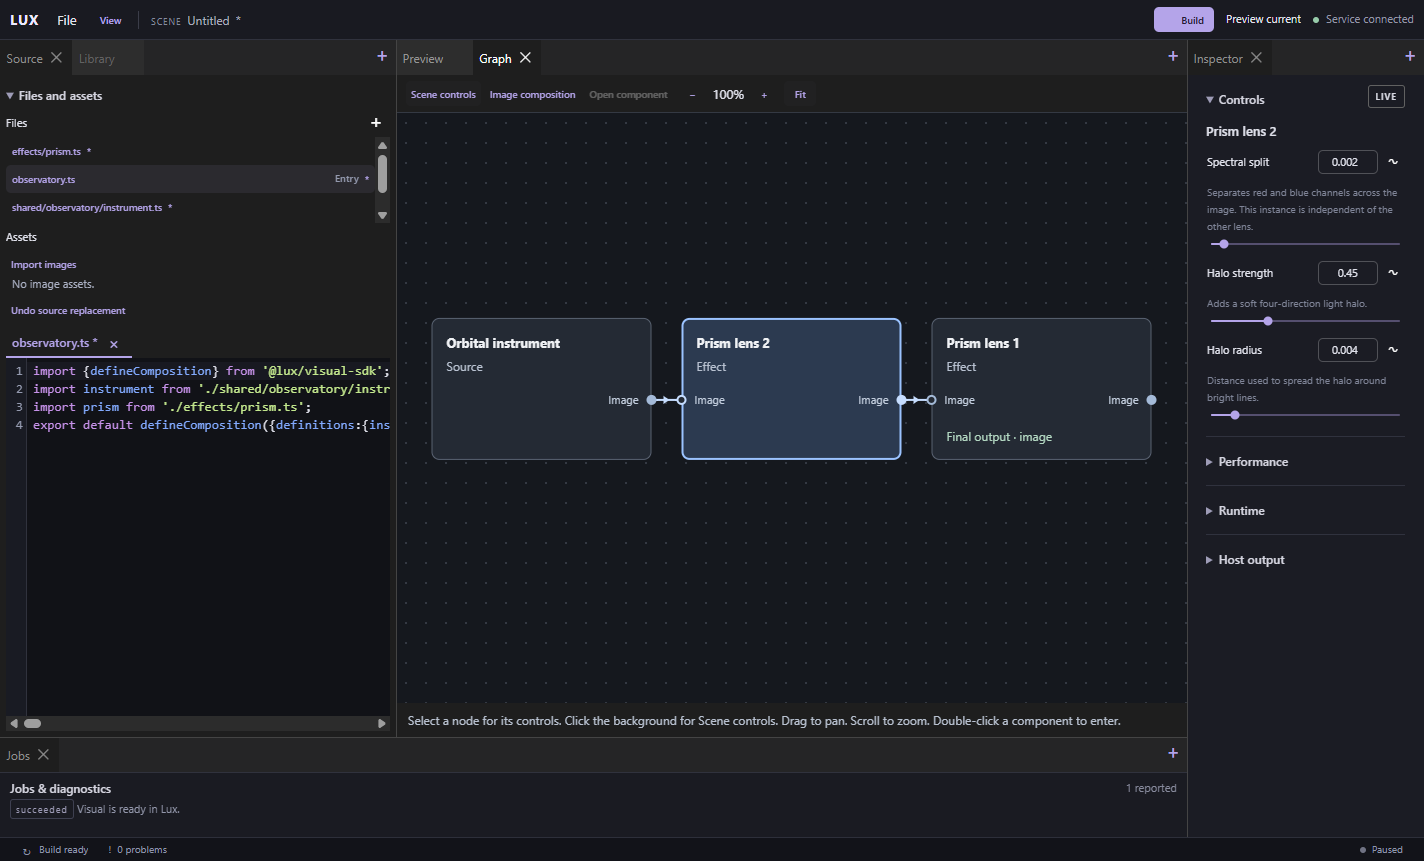 LUX File View SCENE Untitled * Build Preview current Service connected
Source Library + Preview Graph + Inspector +
Files and assets
Files +
effects/prism.ts *
observatory.ts Entry *
shared/observatory/instrument.ts *
Assets
Import images
No image assets.
Undo source replacement
observatory.ts * ×
1 import {defineComposition} from '@lux/visual-sdk';
2 import instrument from './shared/observatory/instr
3 import prism from './effects/prism.ts';
4 export default defineComposition({definitions:{ins
Scene controls Image composition Open component − 100% + Fit
Orbital instrument
Source
Image
Prism lens 2
Effect
Image Image
Prism lens 1
Effect
Image Image
Final output · image
Select a node for its controls. Click the background for Scene controls. Drag to pan. Scroll to zoom. Double-click a component to enter.
Controls LIVE
Prism lens 2
Spectral split 0.002
Separates red and blue channels across the
image. This instance is independent of the
other lens.
Halo strength 0.45
Adds a soft four-direction light halo.
Halo radius 0.004
Distance used to spread the halo around
bright lines.
Performance
Runtime
Host output
Jobs +
Jobs & diagnostics 1 reported
succeeded Visual is ready in Lux.
Build ready ! 0 problems Paused